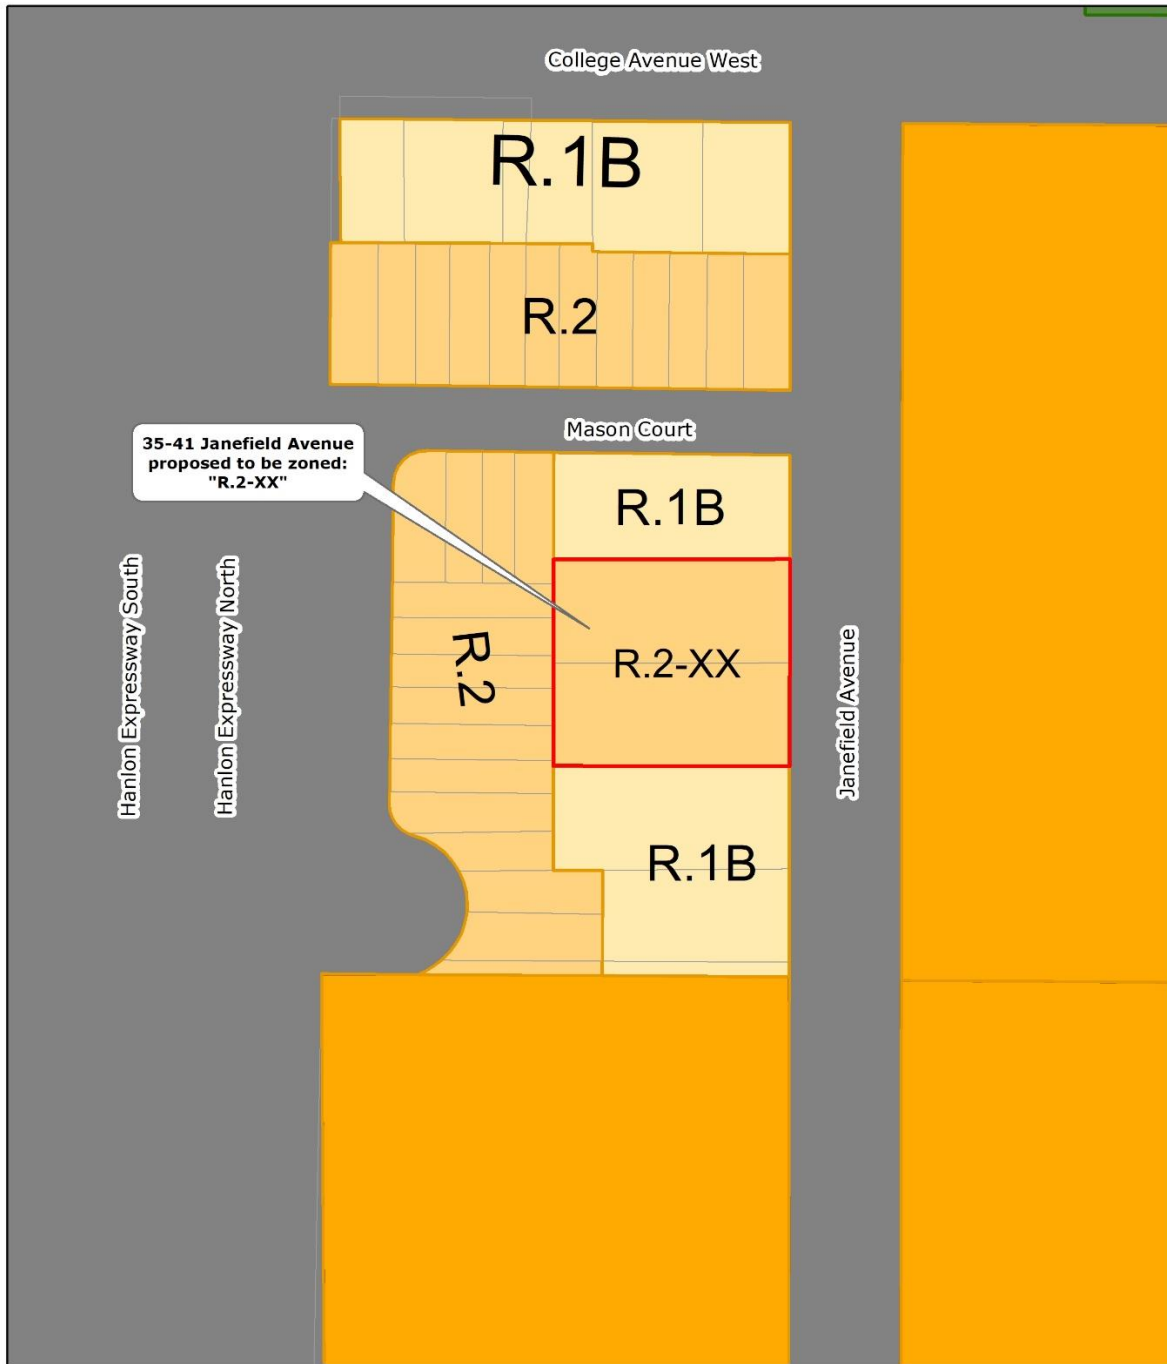 College Avenue West
R.1B
R.2
Mason Court
35-41 Janefield Avenue
proposed to be zoned:
"R.2-XX"
R.1B
Hanlon Expressway South
Hanlon Expressway North
R.2
R.2-XX
Janefield Avenue
R.1B